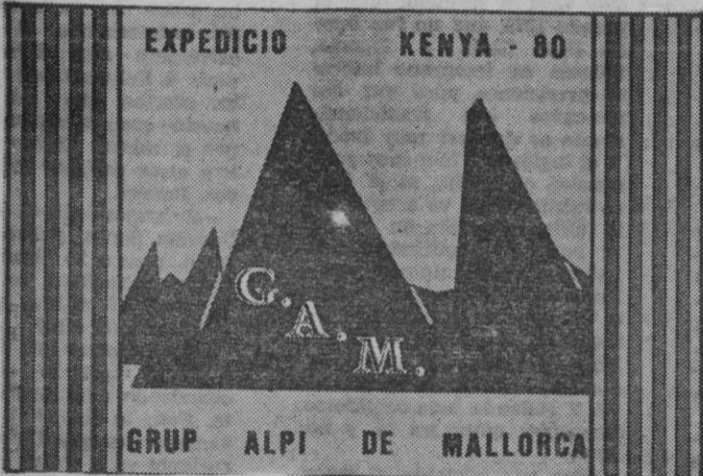 EXPEDICIO KENYA - 80
G.A.M.
GRUP ALPI DE MALLORCA